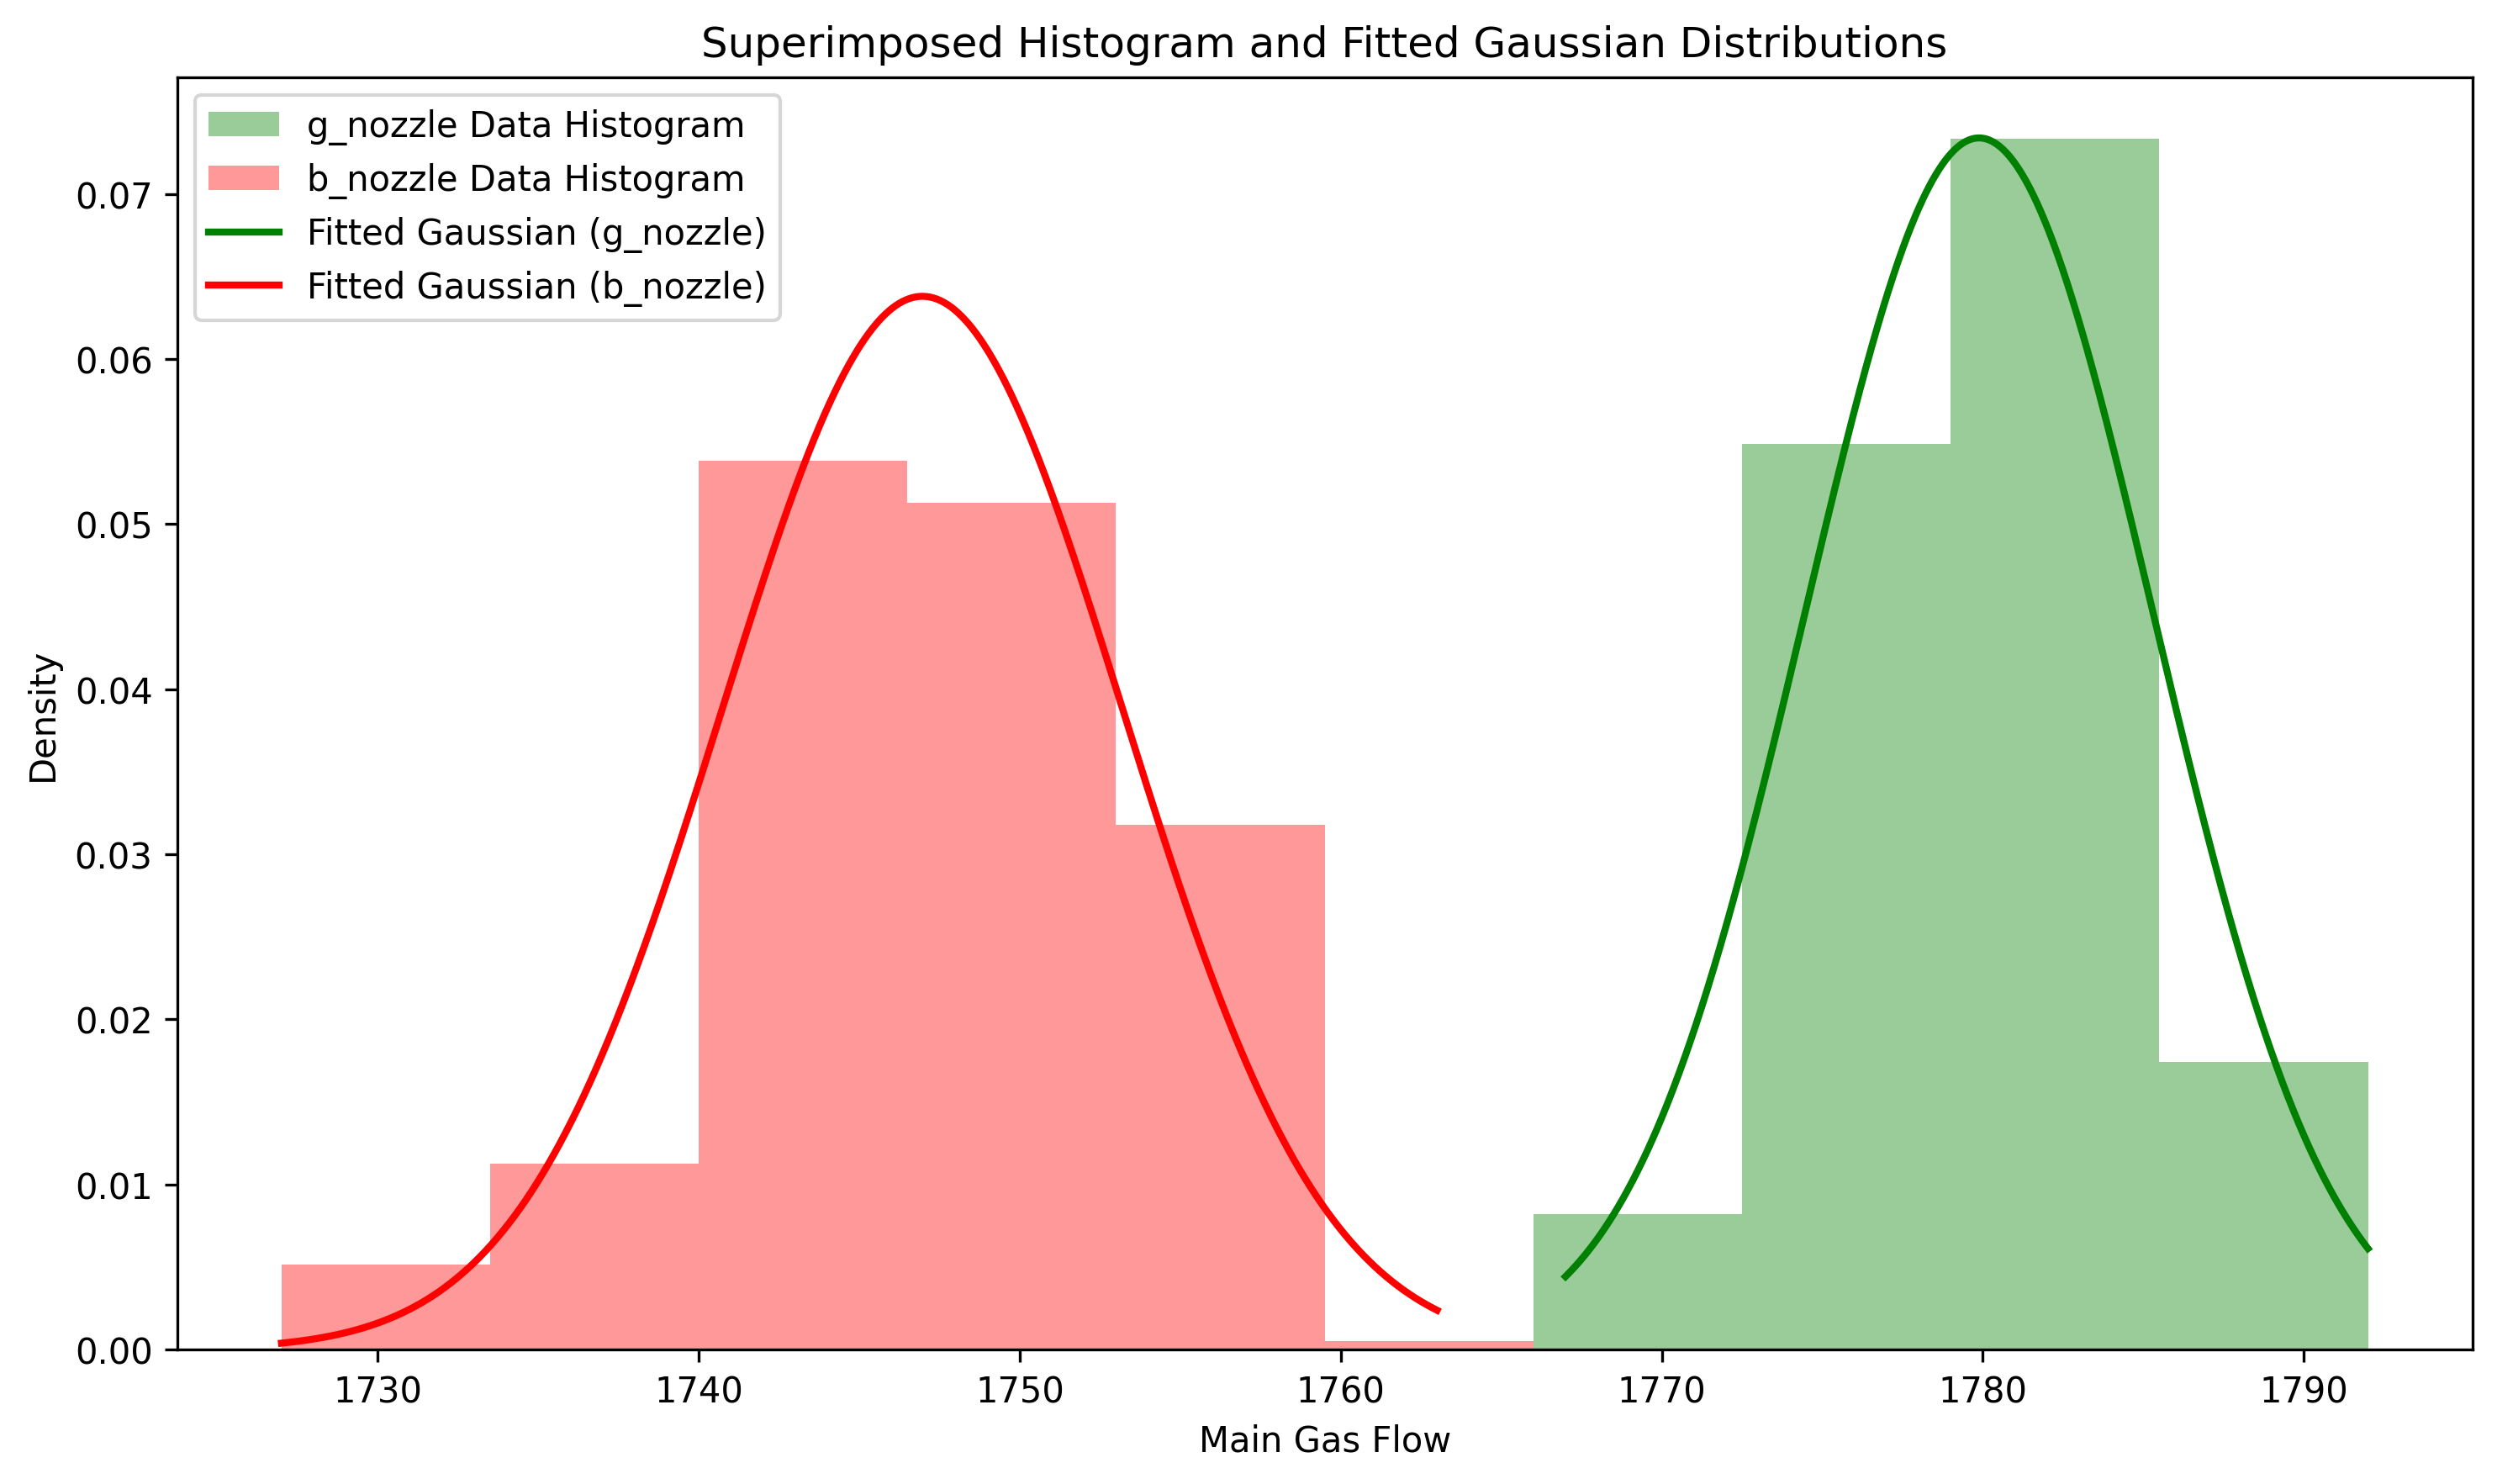 Superimposed Histogram and Fitted Gaussian Distributions
g_nozzle Data Histogram
b_nozzle Data Histogram
Fitted Gaussian (g_nozzle)
Fitted Gaussian (b_nozzle)
Density
0.07
0.06
0.05
0.04
0.03
0.02
0.01
0.00
1730 1740 1750 1760 1770 1780 1790
Main Gas Flow